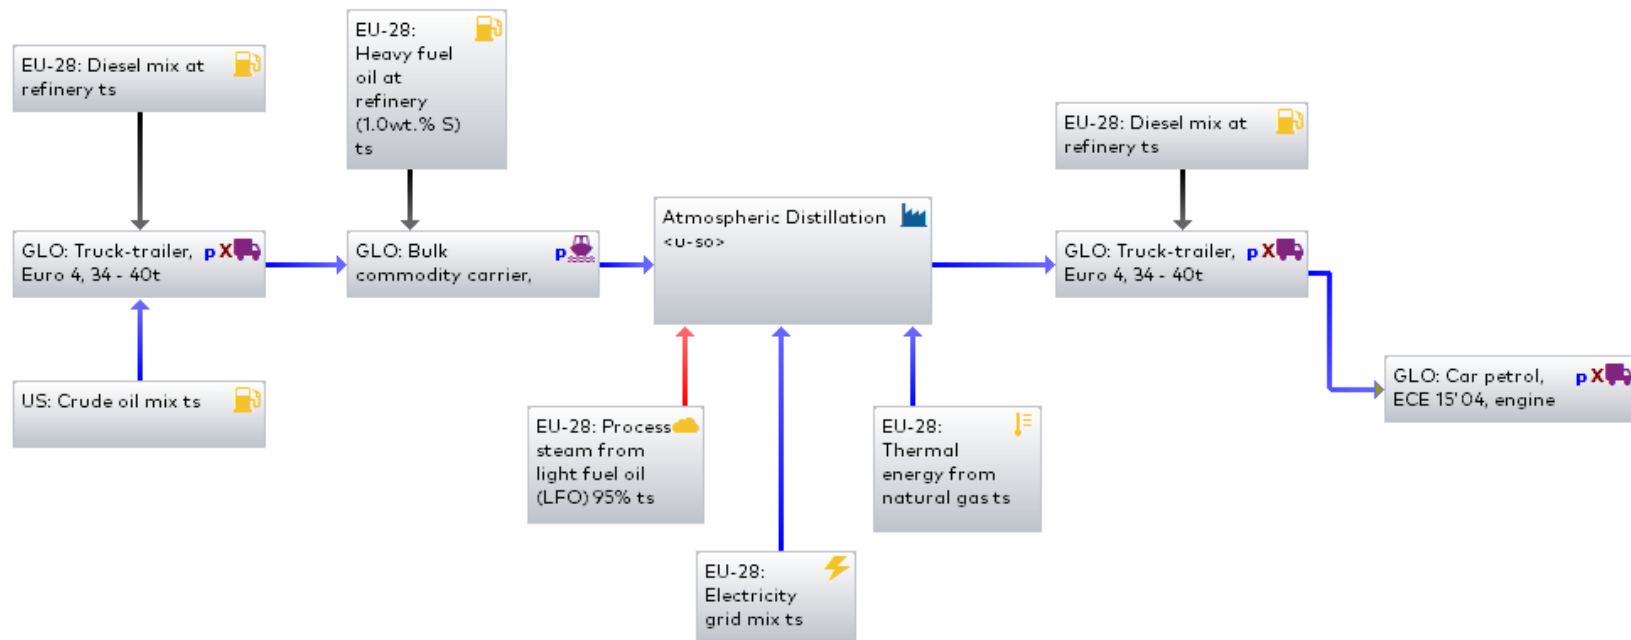 EU-28: Diesel mix at
refinery ts
EU-28:
Heavy fuel
oil at
refinery
(1.0wt.% S)
ts
EU-28: Diesel mix at
refinery ts
GLO: Truck-trailer,
Euro 4, 34 - 40t
p X
GLO: Bulk
commodity carrier,
p
Atmospheric Distillation
<u-so>
GLO: Truck-trailer,
Euro 4, 34 - 40t
p X
US: Crude oil mix ts
EU-28: Process
steam from
light fuel oil
(LFO) 95% ts
EU-28:
Thermal
energy from
natural gas ts
GLO: Car petrol,
ECE 15'04, engine
p X
EU-28:
Electricity
grid mix ts